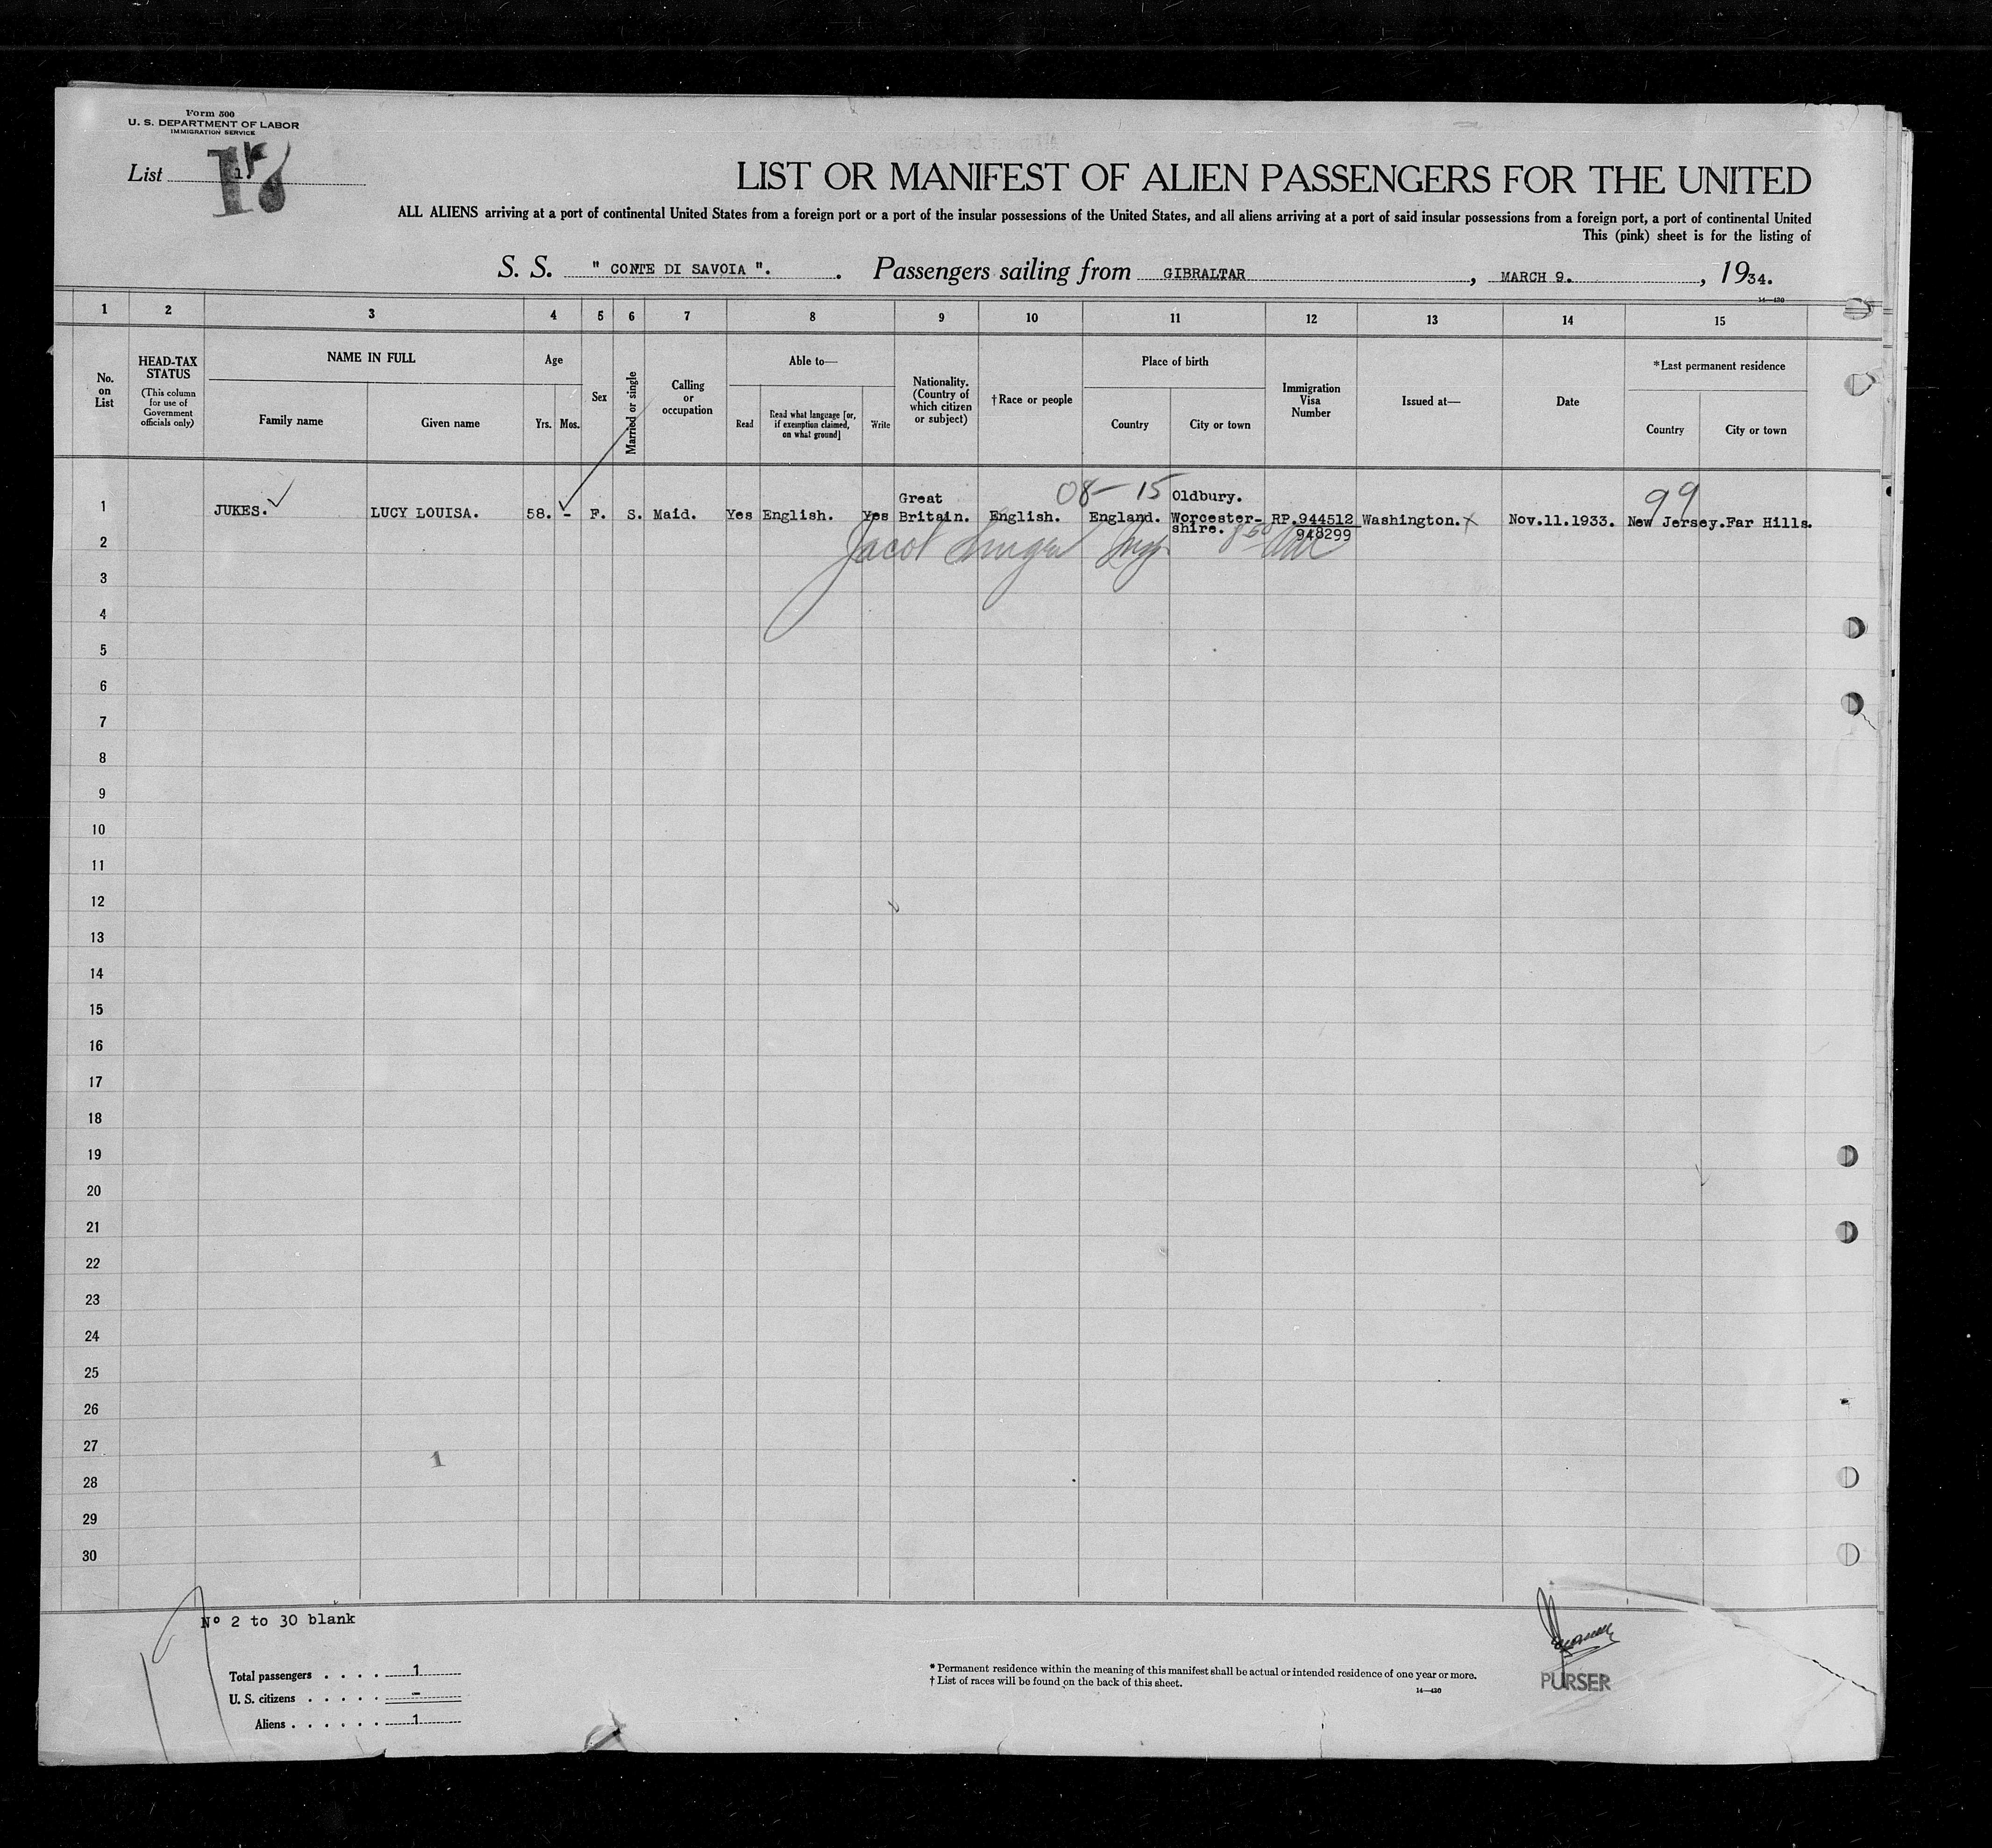 Form 500
U. S. DEPARTMENT OF LABOR
IMMIGRATION SERVICE
List 1.
LIST OR MANIFEST OF ALIEN PASSENGERS FOR THE UNITED
ALL ALIENS arriving at a port of continental United States from a foreign port or a port of the insular possessions of the United States, and all aliens arriving at a port of said insular possessions from a foreign port, a port of continental United
This (pink) sheet is for the listing of
S. S. " CONTE DI SAVOIA ". Passengers sailing from GIBRALTAR, MARCH 9., 1934.
14—430
1 2 3 4 5 6 7 8 9 10 11 12 13 14 15
No. on List
HEAD-TAX STATUS
(This column for use of Government officials only)
NAME IN FULL
Family name
Given name
Age
Yrs.
Mos.
Sex
Married or single
Calling or occupation
Able to—
Read
Read what language [or, if exemption claimed, on what ground]
Write
Nationality. (Country of which citizen or subject)
†Race or people
Place of birth
Country
City or town
Immigration Visa Number
Issued at—
Date
*Last permanent residence
Country
City or town
08-15
99
1 JUKES. LUCY LOUISA. 58. - F. S. Maid. Yes English. Yes Great Britain. English. England. Oldbury. Worcester-shire. RP.944512 948299 Washington. Nov.11.1933. New Jersey. Far Hills.
2
Jacob
3
4
5
6
7
8
9
10
11
12
13
14
15
16
17
18
19
20
21
22
23
24
25
26
27
1
28
29
30
Nº 2 to 30 blank
Total passengers . . . . 1
U. S. citizens . . . . . -
Aliens . . . . . . 1
* Permanent residence within the meaning of this manifest shall be actual or intended residence of one year or more.
† List of races will be found on the back of this sheet.
14—430
PURSER